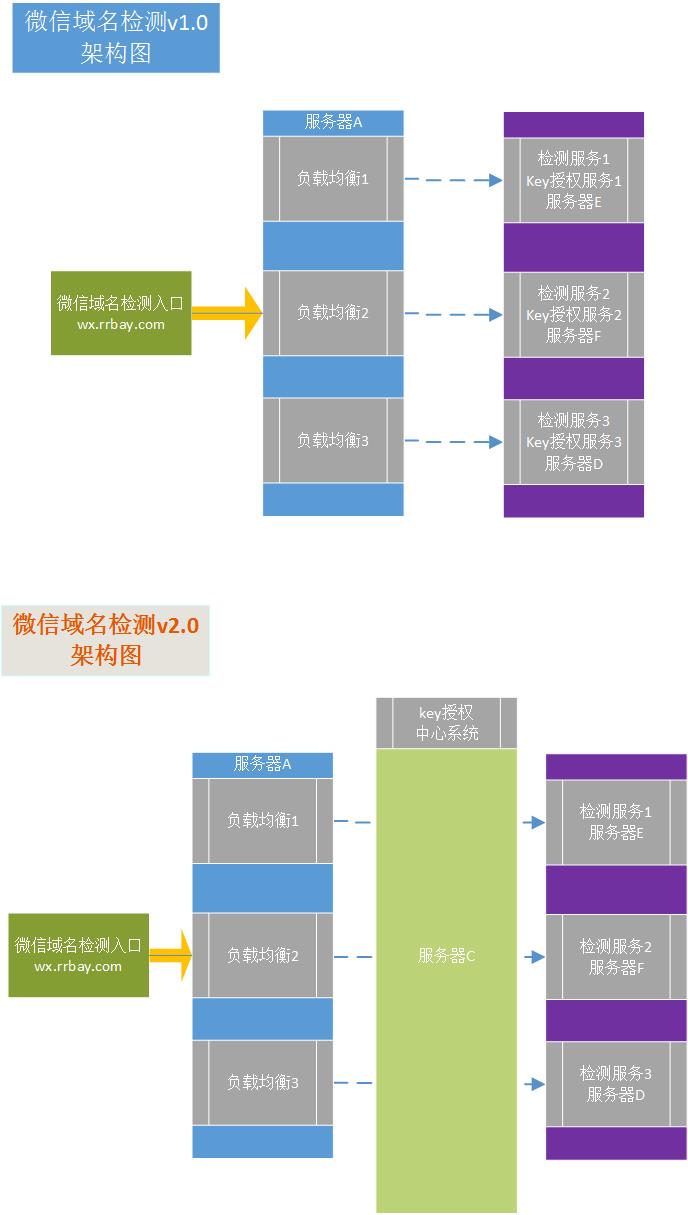 微信域名检测v1.0
架构图
服务器A
负载均衡1
检测服务1
Key授权服务1
服务器E
微信域名检测入口
wx.rrbay.com
负载均衡2
检测服务2
Key授权服务2
服务器F
负载均衡3
检测服务3
Key授权服务3
服务器D
微信域名检测v2.0
架构图
key授权
中心系统
服务器A
负载均衡1
检测服务1
服务器E
微信域名检测入口
wx.rrbay.com
负载均衡2
服务器C
检测服务2
服务器F
负载均衡3
检测服务3
服务器D